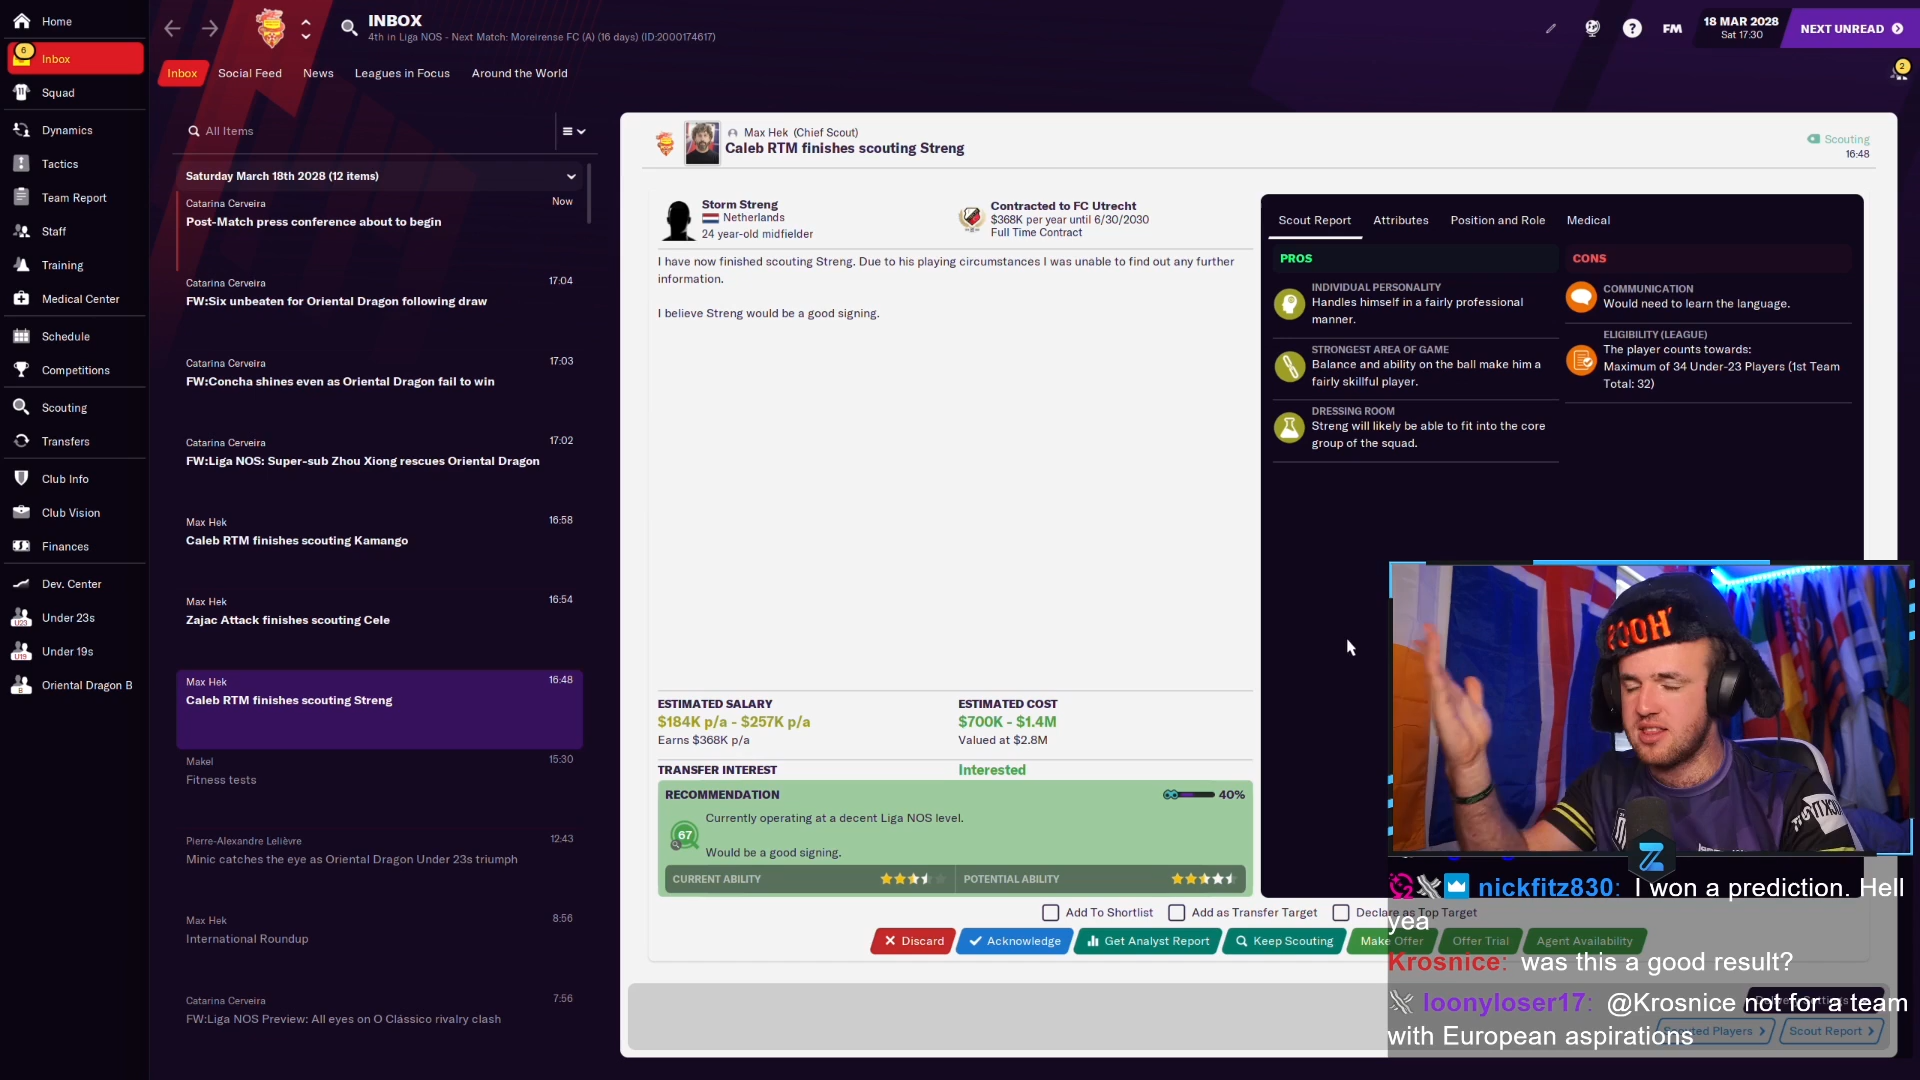 Home
6
Inbox
Squad
Dynamics
Tactics
Team Report
Staff
Training
Medical Center
Schedule
Competitions
Scouting
Transfers
Club Info
Club Vision
Finances
Dev. Center
U23
Under 23s
U19
Under 19s
B
Oriental Dragon B
INBOX
4th in Liga NOS - Next Match: Moreirense FC (A) (16 days) (ID:2000174617)
FM
18 MAR 2028
Sat 17:30
NEXT UNREAD
2
Inbox
Social Feed
News
Leagues in Focus
Around the World
All Items
Saturday March 18th 2028 (12 items)
Catarina Cerveira
Now
Post-Match press conference about to begin
Catarina Cerveira
17:04
FW:Six unbeaten for Oriental Dragon following draw
Catarina Cerveira
17:03
FW:Concha shines even as Oriental Dragon fail to win
Catarina Cerveira
17:02
FW:Liga NOS: Super-sub Zhou Xiong rescues Oriental Dragon
Max Hek
16:58
Caleb RTM finishes scouting Kamango
Max Hek
16:54
Zajac Attack finishes scouting Cele
Max Hek
16:48
Caleb RTM finishes scouting Streng
Makel
15:30
Fitness tests
Pierre-Alexandre Lelièvre
12:43
Minic catches the eye as Oriental Dragon Under 23s triumph
Max Hek
8:56
International Roundup
Catarina Cerveira
7:56
FW:Liga NOS Preview: All eyes on O Clássico rivalry clash
Max Hek (Chief Scout)
Caleb RTM finishes scouting Streng
Scouting
16:48
Storm Streng
Netherlands
24 year-old midfielder
Contracted to FC Utrecht
$368K per year until 6/30/2030
Full Time Contract
I have now finished scouting Streng. Due to his playing circumstances I was unable to find out any further
information.
I believe Streng would be a good signing.
ESTIMATED SALARY
$184K p/a - $257K p/a
Earns $368K p/a
ESTIMATED COST
$700K - $1.4M
Valued at $2.8M
TRANSFER INTEREST
Interested
RECOMMENDATION
40%
67
Currently operating at a decent Liga NOS level.
Would be a good signing.
CURRENT ABILITY
POTENTIAL ABILITY
Scout Report
Attributes
Position and Role
Medical
PROS
INDIVIDUAL PERSONALITY
Handles himself in a fairly professional
manner.
STRONGEST AREA OF GAME
Balance and ability on the ball make him a
fairly skillful player.
DRESSING ROOM
Streng will likely be able to fit into the core
group of the squad.
CONS
COMMUNICATION
Would need to learn the language.
ELIGIBILITY (LEAGUE)
The player counts towards:
Maximum of 34 Under-23 Players (1st Team
Total: 32)
Add To Shortlist
Add as Transfer Target
Declare as Top Target
Discard
Acknowledge
Get Analyst Report
Keep Scouting
Make Offer
Offer Trial
Agent Availability
Players
Scout Report
nickfitz830: I won a prediction. Hell
yea
Krosnice: was this a good result?
loonyloser17: @Krosnice not for a team
with European aspirations